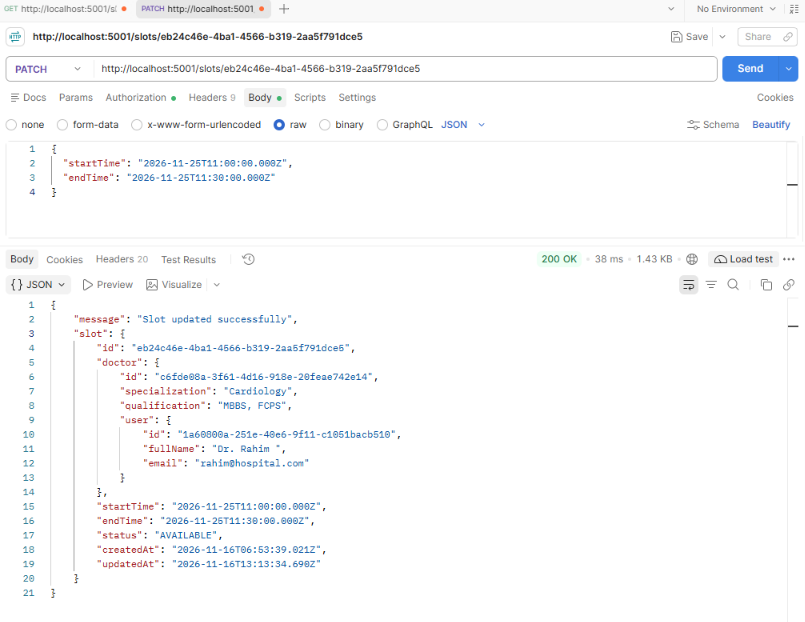 GET http://localhost:5001/sl
PATCH http://localhost:5001
No Environment
HTTP
http://localhost:5001/slots/eb24c46e-4ba1-4566-b319-2aa5f791dce5
Save
Share
PATCH
http://localhost:5001/slots/eb24c46e-4ba1-4566-b319-2aa5f791dce5
Send
Docs Params Authorization Headers 9 Body Scripts Settings Cookies
none form-data x-www-form-urlencoded raw binary GraphQL JSON Schema Beautify
1 {
2 "startTime": "2026-11-25T11:00:00.000Z",
3 "endTime": "2026-11-25T11:30:00.000Z"
4 }
Body Cookies Headers 20 Test Results 200 OK • 38 ms • 1.43 KB • Load test
{} JSON Preview Visualize
1 {
2 "message": "Slot updated successfully",
3 "slot": {
4 "id": "eb24c46e-4ba1-4566-b319-2aa5f791dce5",
5 "doctor": {
6 "id": "c6fde08a-3f61-4d16-918e-20feae742e14",
7 "specialization": "Cardiology",
8 "qualification": "MBBS, FCPS",
9 "user": {
10 "id": "1a60800a-251e-40e6-9f11-c1051bacb510",
11 "fullName": "Dr. Rahim ",
12 "email": "rahim@hospital.com"
13 }
14 },
15 "startTime": "2026-11-25T11:00:00.000Z",
16 "endTime": "2026-11-25T11:30:00.000Z",
17 "status": "AVAILABLE",
18 "createdAt": "2026-11-16T06:53:39.021Z",
19 "updatedAt": "2026-11-16T13:13:34.690Z"
20 }
21 }